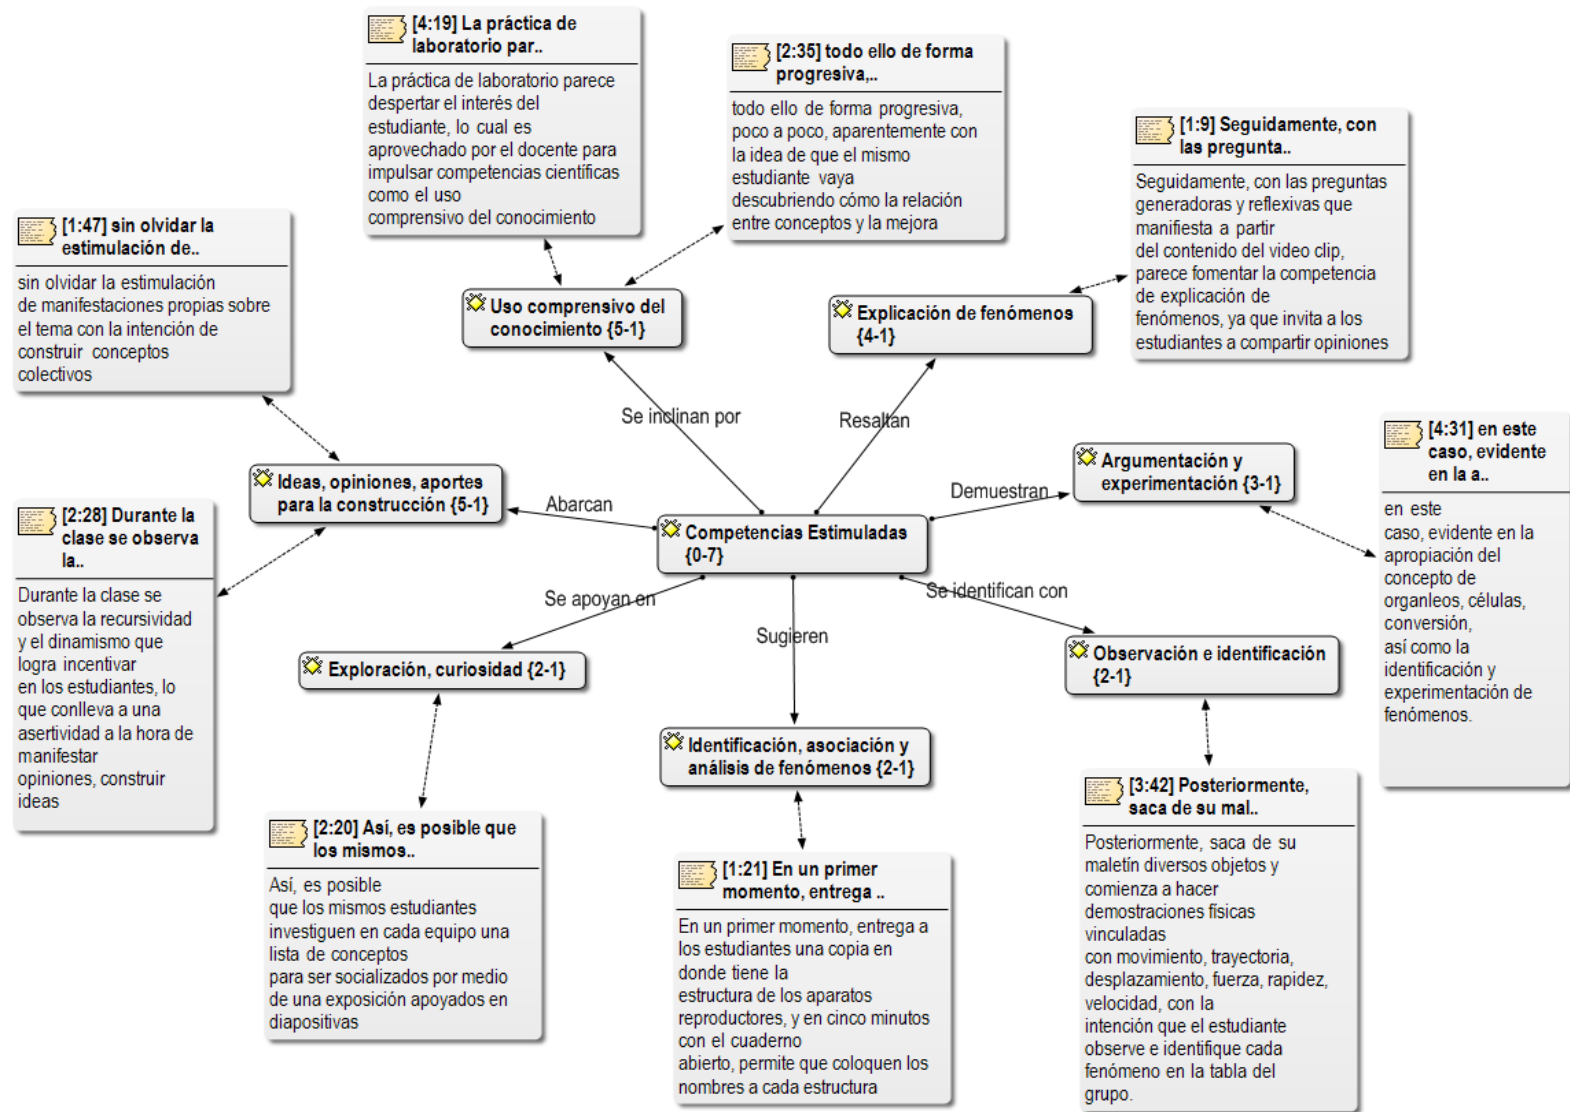 [4:19] La práctica de
laboratorio par..
La práctica de laboratorio parece
despertar el interés del
estudiante, lo cual es
aprovechado por el docente para
impulsar competencias científicas
como el uso
comprensivo del conocimiento
[2:35] todo ello de forma
progresiva,..
todo ello de forma progresiva,
poco a poco, aparentemente con
la idea de que el mismo
estudiante vaya
descubriendo cómo la relación
entre conceptos y la mejora
[1:9] Seguidamente, con
las pregunta..
Seguidamente, con las preguntas
generadoras y reflexivas que
manifiesta a partir
del contenido del video clip,
parece fomentar la competencia
de explicación de
fenómenos, ya que invita a los
estudiantes a compartir opiniones
[1:47] sin olvidar la
estimulación de..
sin olvidar la estimulación
de manifestaciones propias sobre
el tema con la intención de
construir conceptos
colectivos
Uso comprensivo del
conocimiento {5-1}
Explicación de fenómenos
{4-1}
Se inclinan por
Resaltan
[4:31] en este
caso, evidente
en la a..
en este
caso, evidente en la
apropiación del
concepto de
organleos, células,
conversión,
así como la
identificación y
experimentación de
fenómenos.
Ideas, opiniones, aportes
para la construcción {5-1}
Abarcan
Argumentación y
experimentación {3-1}
Demuestran
[2:28] Durante la
clase se observa
la..
Durante la clase se
observa la recursividad
y el dinamismo que
logra incentivar
en los estudiantes, lo
que conlleva a una
asertividad a la hora de
manifestar
opiniones, construir
ideas
Competencias Estimuladas
{0-7}
Se apoyan en
Sugieren
Se identifican con
Exploración, curiosidad {2-1}
Observación e identificación
{2-1}
Identificación, asociación y
análisis de fenómenos {2-1}
[2:20] Así, es posible que
los mismos..
Así, es posible
que los mismos estudiantes
investiguen en cada equipo una
lista de conceptos
para ser socializados por medio
de una exposición apoyados en
diapositivas
[1:21] En un primer
momento, entrega ..
En un primer momento, entrega a
los estudiantes una copia en
donde tiene la
estructura de los aparatos
reproductores, y en cinco minutos
con el cuaderno
abierto, permite que coloquen los
nombres a cada estructura
[3:42] Posteriormente,
saca de su mal..
Posteriormente, saca de su
maletín diversos objetos y
comienza a hacer
demostraciones físicas
vinculadas
con movimiento, trayectoria,
desplazamiento, fuerza, rapidez,
velocidad, con la
intención que el estudiante
observe e identifique cada
fenómeno en la tabla del
grupo.